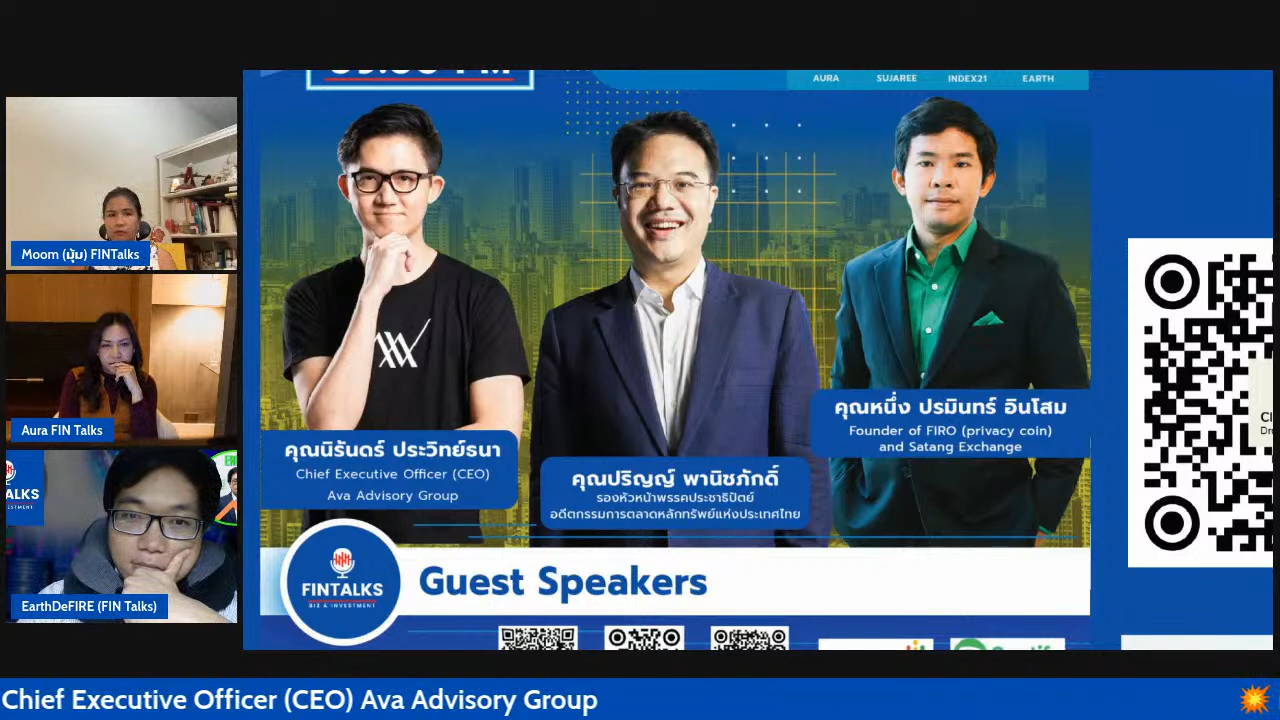 AURA SUJAREE INDEX21 EARTH
Moom (มุ้ม) FINTalks
Aura FIN Talks
EarthDeFIRE (FIN Talks)
คุณนิรันดร์ ประวิทย์ธนา
Chief Executive Officer (CEO)
Ava Advisory Group
คุณปริญญ์ พานิชภักดิ์
รองหัวหน้าพรรคประชาธิปัตย์
อดีตกรรมการตลาดหลักทรัพย์แห่งประเทศไทย
คุณหนึ่ง ปรมินทร์ อินโสม
Founder of FIRO (privacy coin)
and Satang Exchange
FINTALKS
BIZ & INVESTMENT
Guest Speakers
Chief Executive Officer (CEO) Ava Advisory Group